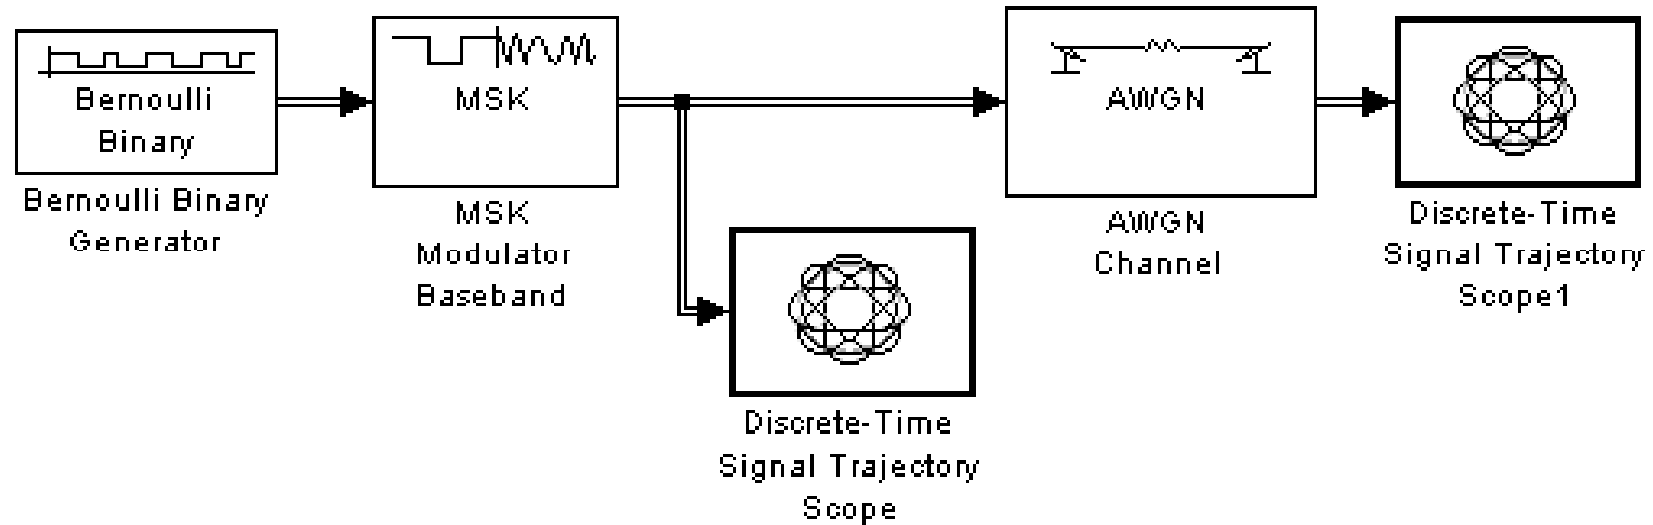 Bernoulli
Binary
Bernoulli Binary
Generator
MSK
MSK
Modulator
Baseband
Discrete-Time
Signal Trajectory
Scope
AWGN
AWGN
Channel
Discrete-Time
Signal Trajectory
Scope1